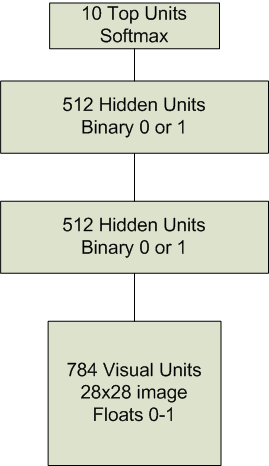 10 Top Units
Softmax
512 Hidden Units
Binary 0 or 1
512 Hidden Units
Binary 0 or 1
784 Visual Units
28x28 image
Floats 0-1